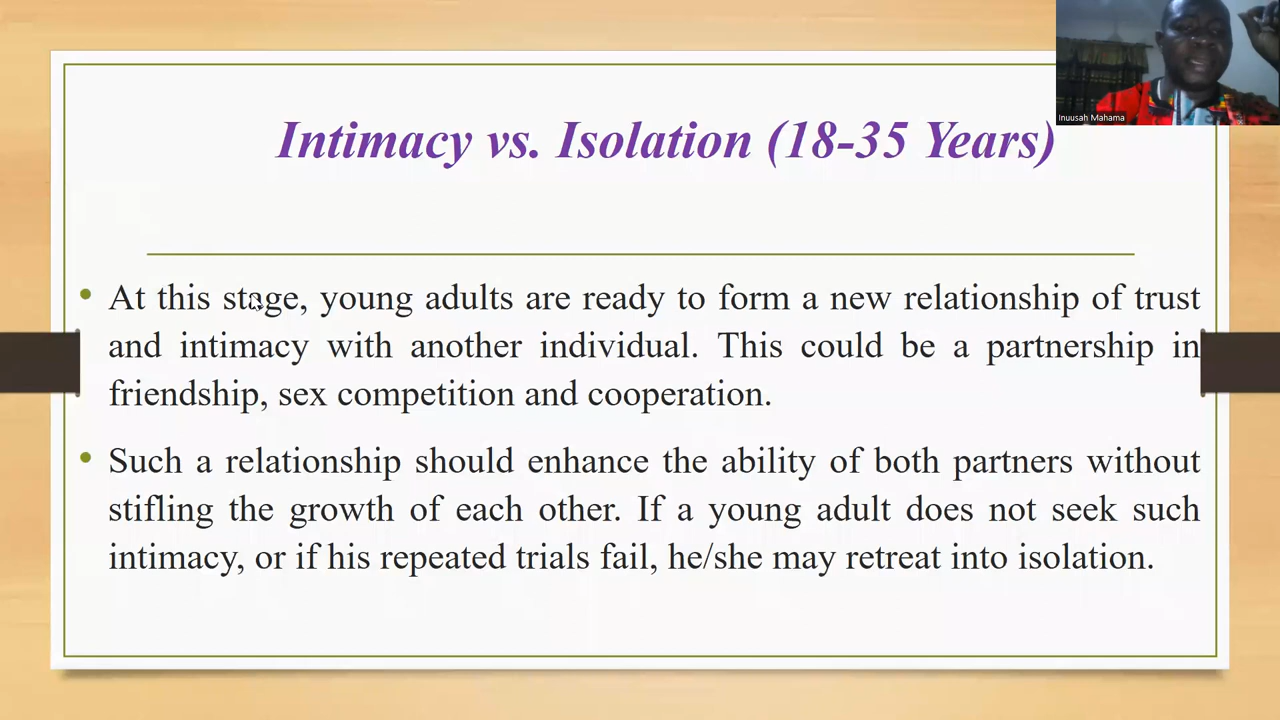 Inuusah Mahama
Intimacy vs. Isolation (18-35 Years)
At this stage, young adults are ready to form a new relationship of trust
and intimacy with another individual. This could be a partnership in
friendship, sex competition and cooperation.
Such a relationship should enhance the ability of both partners without
stifling the growth of each other. If a young adult does not seek such
intimacy, or if his repeated trials fail, he/she may retreat into isolation.